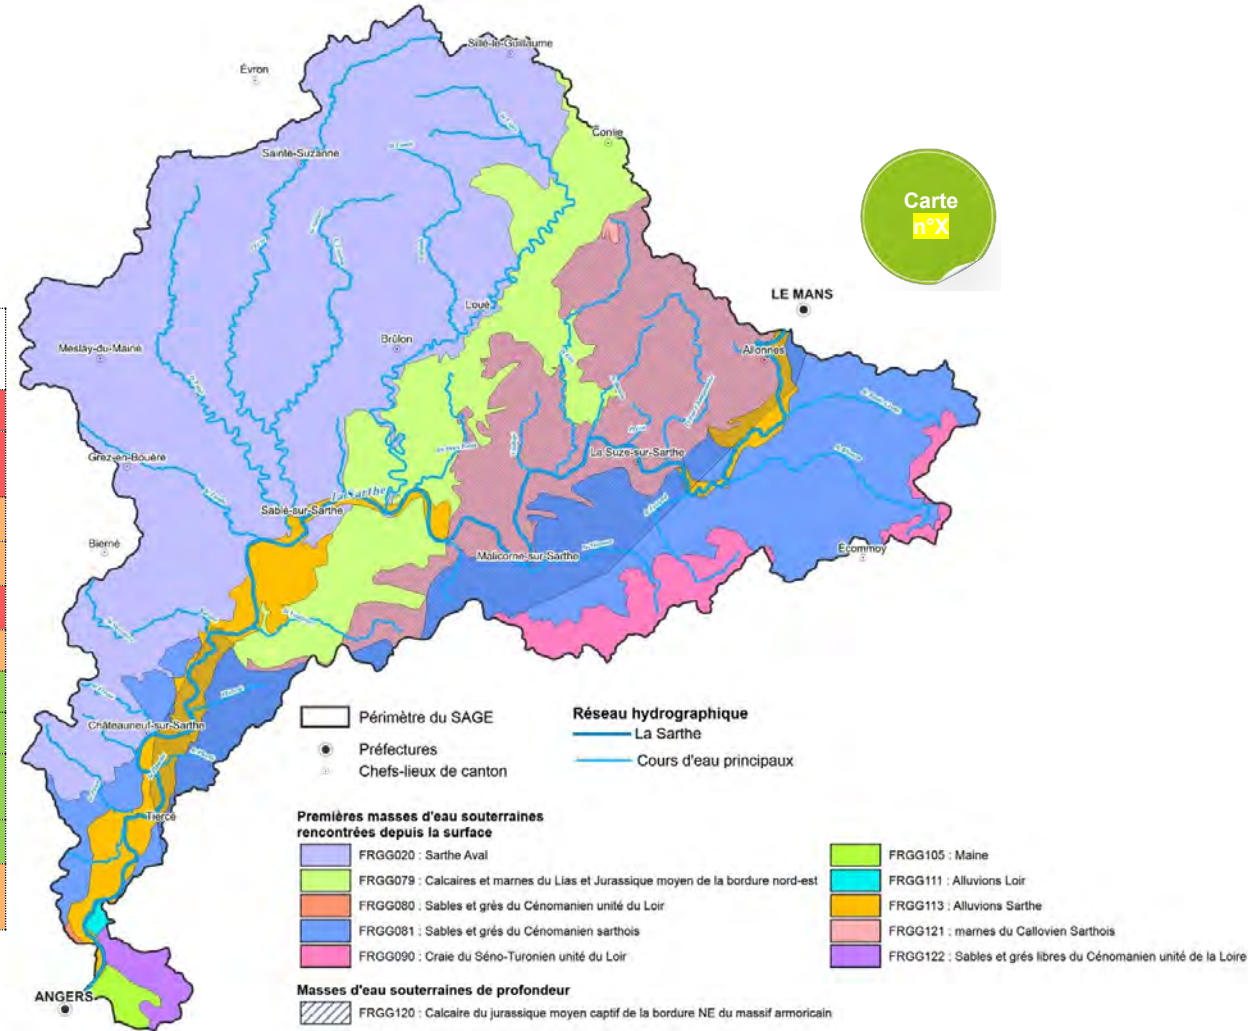 Sillé-le-Guillaume
Évron
Conlie
Sainte-Suzanne
Carte
n°X
LE MANS
Loué
Brûlon
Meslay-du-Maine
Allonnes
Grez-en-Bouère
La Suze-sur-Sarthe
la Sarthe
Sablé-sur-Sarthe
Bierné
Malicorne-sur-Sarthe
Écommoy
Châteauneuf-sur-Sarthe
Tiercé
ANGERS
Périmètre du SAGE
Préfectures
Chefs-lieux de canton
Réseau hydrographique
La Sarthe
Cours d'eau principaux
Premières masses d'eau souterraines
rencontrées depuis la surface
FRGG020 : Sarthe Aval
FRGG079 : Calcaires et marnes du Lias et Jurassique moyen de la bordure nord-est
FRGG080 : Sables et grès du Cénomanien unité du Loir
FRGG081 : Sables et grés du Cénomanien sarthois
FRGG090 : Craie du Séno-Turonien unité du Loir
FRGG105 : Maine
FRGG111 : Alluvions Loir
FRGG113 : Alluvions Sarthe
FRGG121 : marnes du Callovien Sarthois
FRGG122 : Sables et grés libres du Cénomanien unité de la Loire
Masses d'eau souterraines de profondeur
FRGG120 : Calcaire du jurassique moyen captif de la bordure NE du massif armoricain